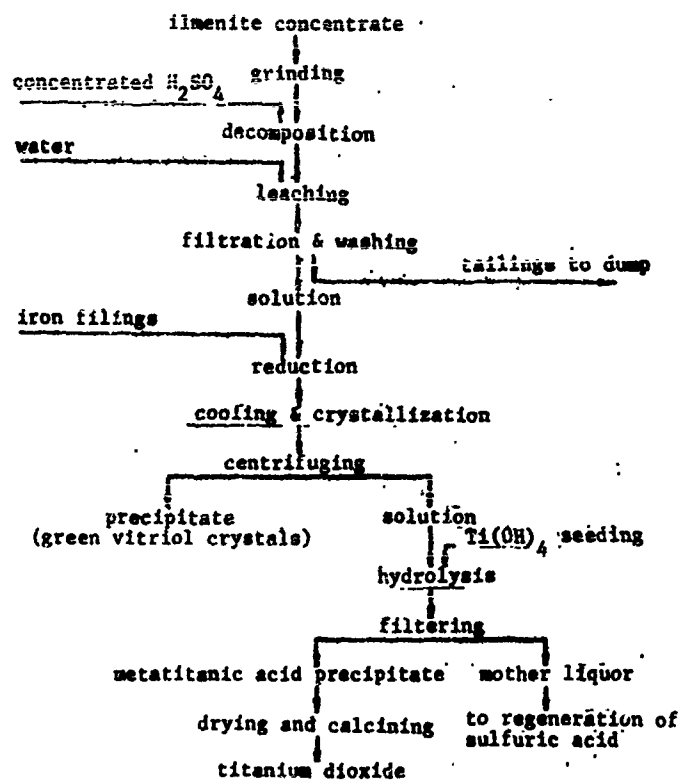 ilmenite concentrate
grinding
concentrated H2SO4
decomposition
water
leaching
filtration & washing
tailings to dump
solution
iron filings
reduction
cooling & crystallization
centrifuging
precipitate
(green vitriol crystals)
solution
Ti(OH)4 seeding
hydrolysis
filtering
metatitanic acid precipitate
mother liquor
drying and calcining
to regeneration of
sulfuric acid
titanium dioxide